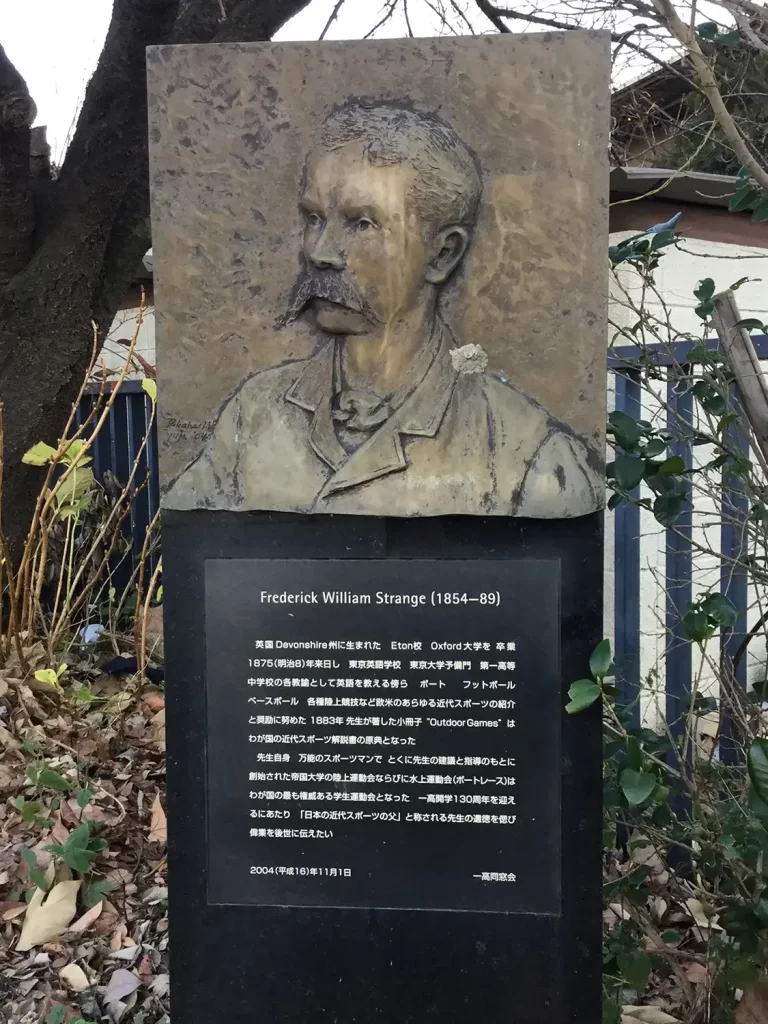 Frederick William Strange (1854—89)
英国Devonshire州に生まれた　Eton校　Oxford大学を 卒業
1875(明治8)年来日し　東京英語学校　東京大学予備門　第一高等
中学校の各教諭として英語を教える傍ら　ボート　フットボール
ベースボール　各種陸上競技など欧米のあらゆる近代スポーツの紹介
と奨励に努めた 1883年 先生が著した小冊子 "Outdoor Games" は
わが国の近代スポーツ解説書の原典となった
先生自身　万能のスポーツマンで とくに先生の建議と指導のもとに
創始された帝国大学の陸上運動会ならびに水上運動会(ボートレース)は
わが国の最も権威ある学生運動会となった　一高開学130周年を迎え
るにあたり　「日本の近代スポーツの父」と称される先生の遺徳を偲び
偉業を後世に伝えたい
2004(平成16)年11月1日　一高同窓会